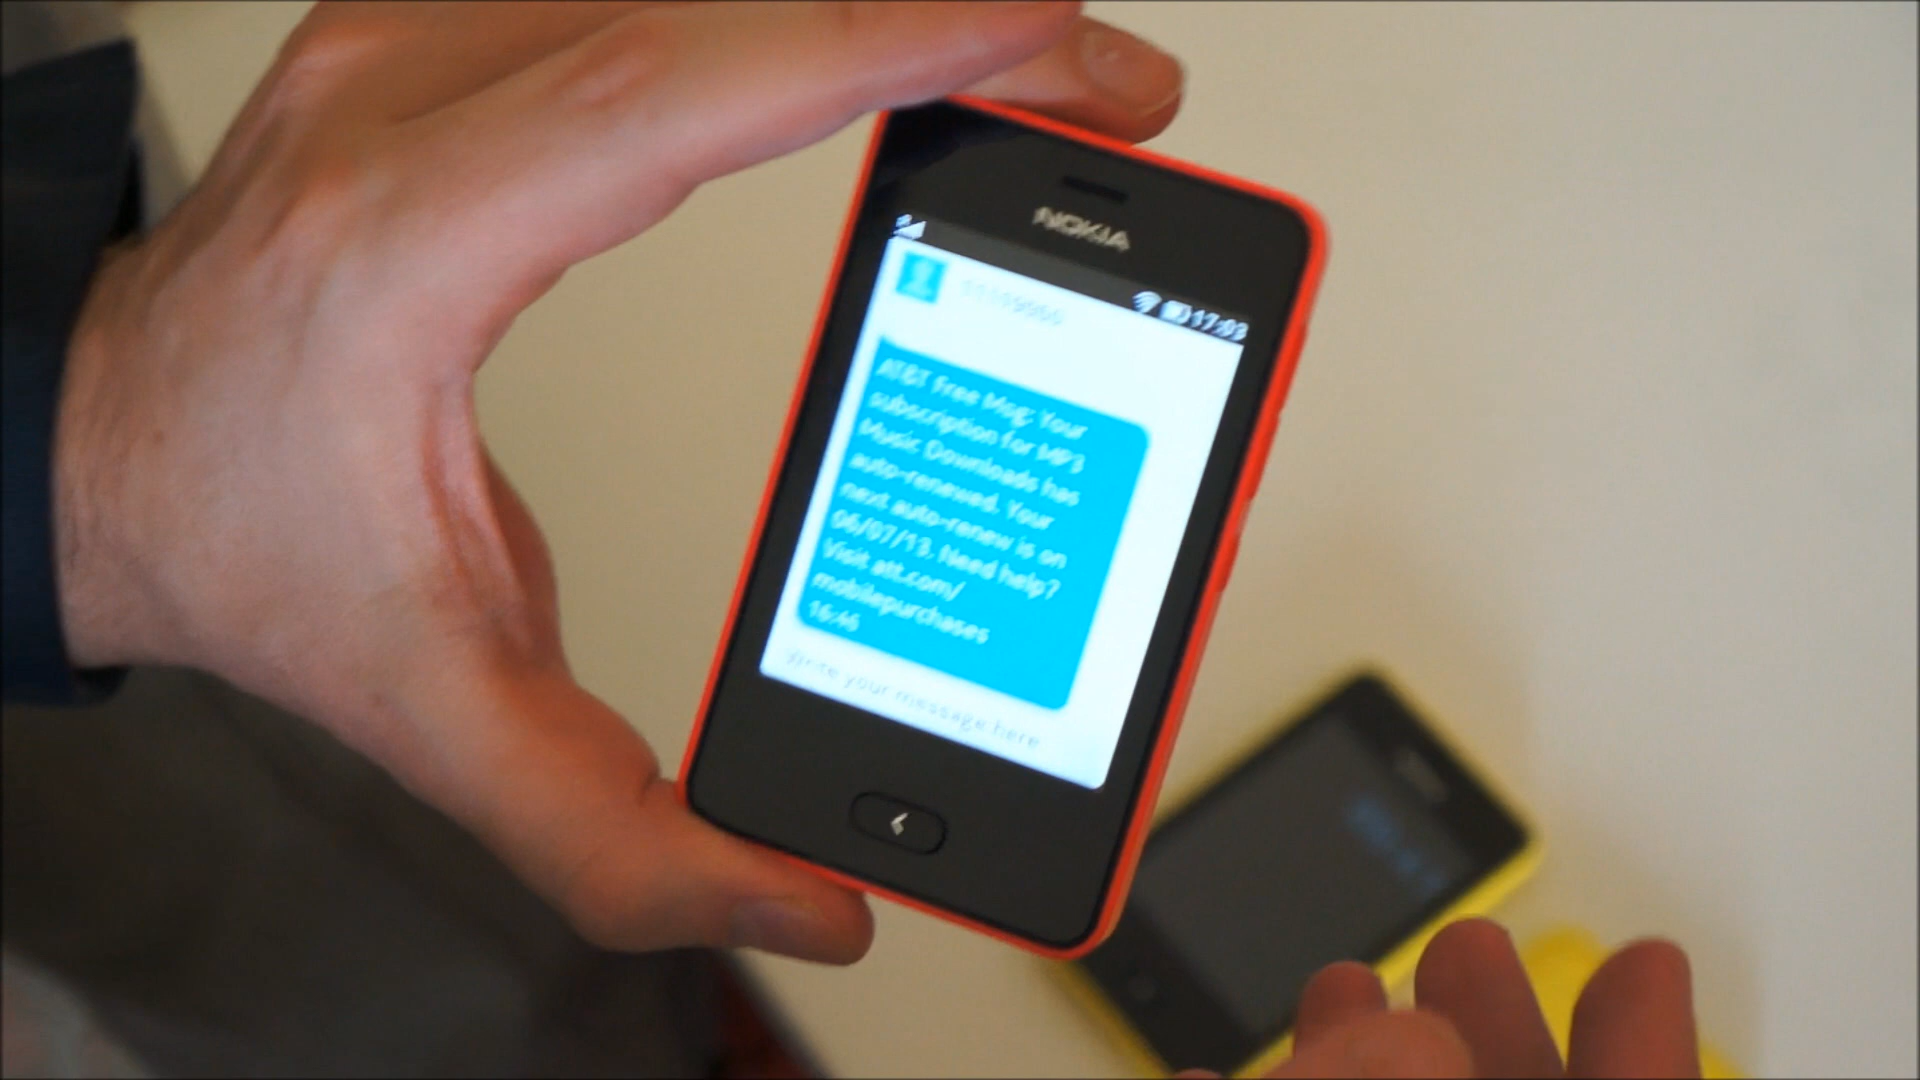 NOKIA
17:03
AT&T Free Msg: Your
subscription for MP3
Music Downloads has
auto-renewed. Your
next auto-renew is on
06/07/13. Need help?
Visit att.com/
mobilepurchases
16:46
Write your message here